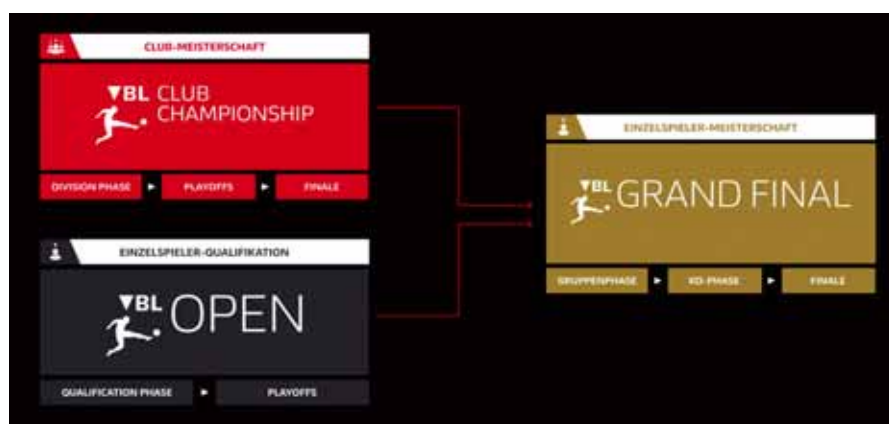 CLUB-MEISTERSCHAFT
VBL CLUB
CHAMPIONSHIP
DIVISION PHASE ► PLAYOFFS ► FINALE
EINZELSPIELER-QUALIFIKATION
VBL OPEN
QUALIFICATION PHASE ► PLAYOFFS
EINZELSPIELER-MEISTERSCHAFT
VBL GRAND FINAL
GRUPPENPHASE ► KO-PHASE ► FINALE